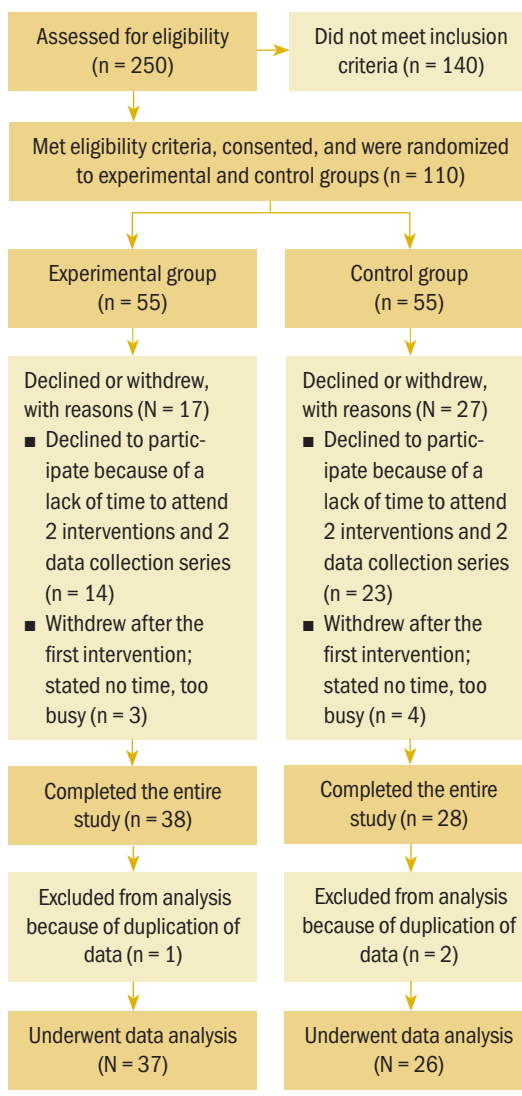 Assessed for eligibility
(n = 250)
Did not meet inclusion
criteria (n = 140)
Met eligibility criteria, consented, and were randomized
to experimental and control groups (n = 110)
Experimental group
(n = 55)
Control group
(n = 55)
Declined or withdrew,
with reasons (N = 17)
■ Declined to partic-
ipate because of a
lack of time to attend
2 interventions and 2
data collection series
(n = 14)
■ Withdrew after the
first intervention;
stated no time, too
busy (n = 3)
Declined or withdrew,
with reasons (N = 27)
■ Declined to partic-
ipate because of a
lack of time to attend
2 interventions and 2
data collection series
(n = 23)
■ Withdrew after the
first intervention;
stated no time, too
busy (n = 4)
Completed the entire
study (n = 38)
Completed the entire
study (n = 28)
Excluded from analysis
because of duplication of
data (n = 1)
Excluded from analysis
because of duplication of
data (n = 2)
Underwent data analysis
(N = 37)
Underwent data analysis
(N = 26)